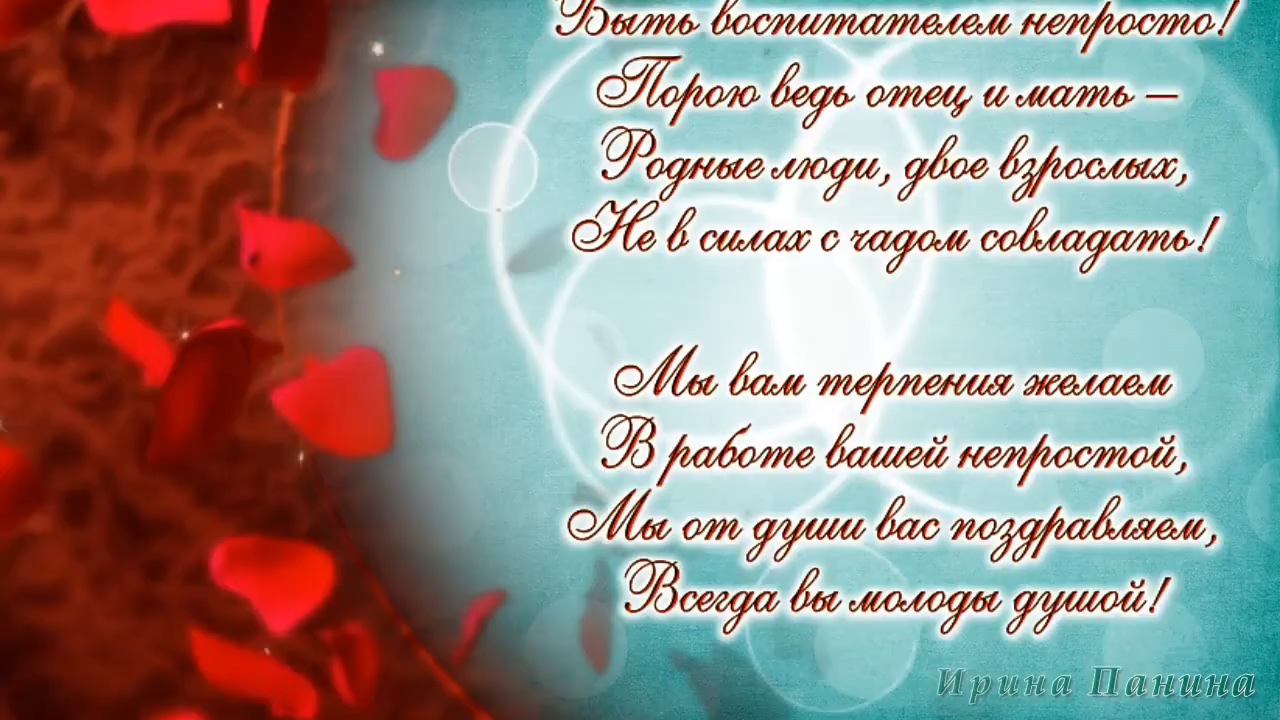 Быть воспитателем непросто!
Порою ведь отец и мать –
Родные люди, двое взрослых,
Не в силах с чадом совладать!
Мы вам терпения желаем
В работе вашей непростой,
Мы от души вас поздравляем,
Всегда вы молоды душой!
Ирина Панина